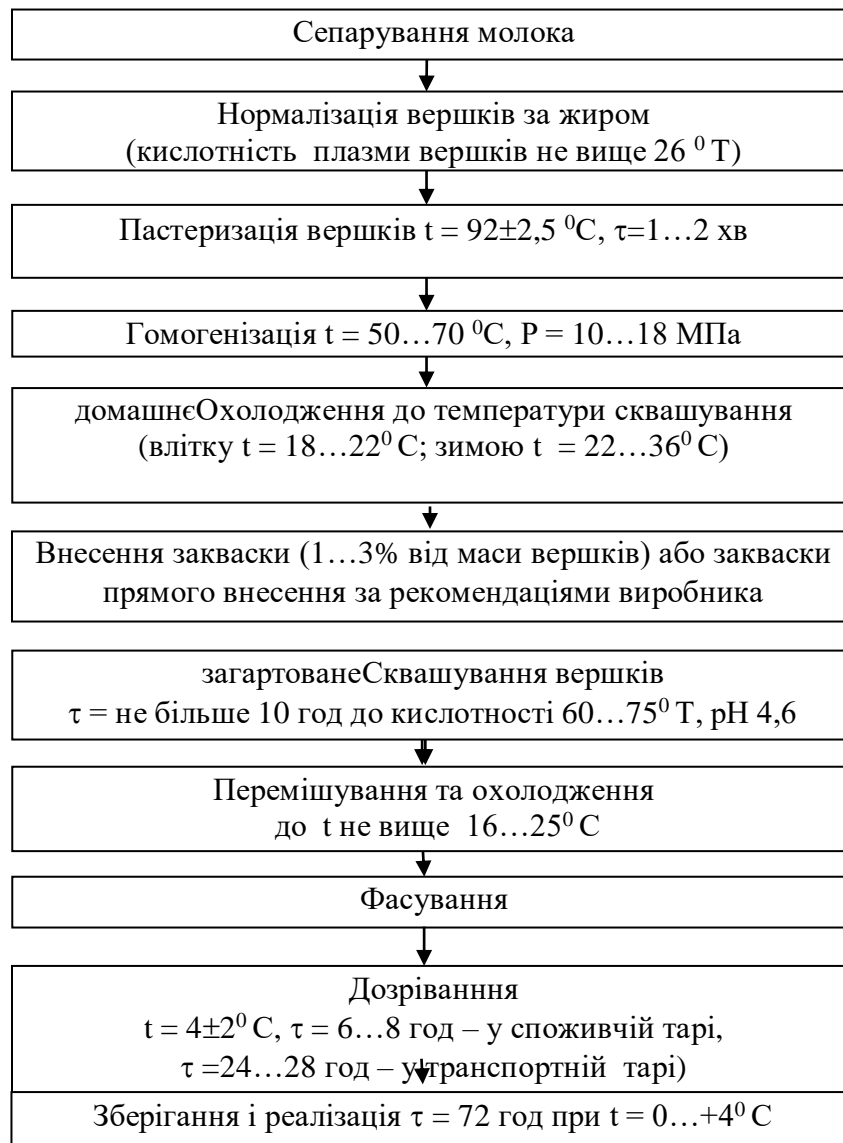 Сепарування молока
Нормалізація вершків за жиром
(кислотність плазми вершків не вище 26 ⁰ Т)
Пастеризація вершків t = 92±2,5 ⁰С, τ=1…2 хв
Гомогенізація t = 50…70 ⁰С, Р = 10…18 МПа
домашнєОхолодження до температури сквашування
(влітку t = 18…22⁰ С; зимою t = 22…36⁰ С)
Внесення закваски (1…3% від маси вершків) або закваски
прямого внесення за рекомендаціями виробника
загартованеСквашування вершків
τ = не більше 10 год до кислотності 60…75⁰ Т, рН 4,6
Перемішування та охолодження
до t не вище 16…25⁰ С
Фасування
Дозріванння
t = 4±2⁰ С, τ = 6…8 год – у споживчій тарі,
τ =24…28 год – у транспортній тарі)
Зберігання і реалізація τ = 72 год при t = 0…+4⁰ С